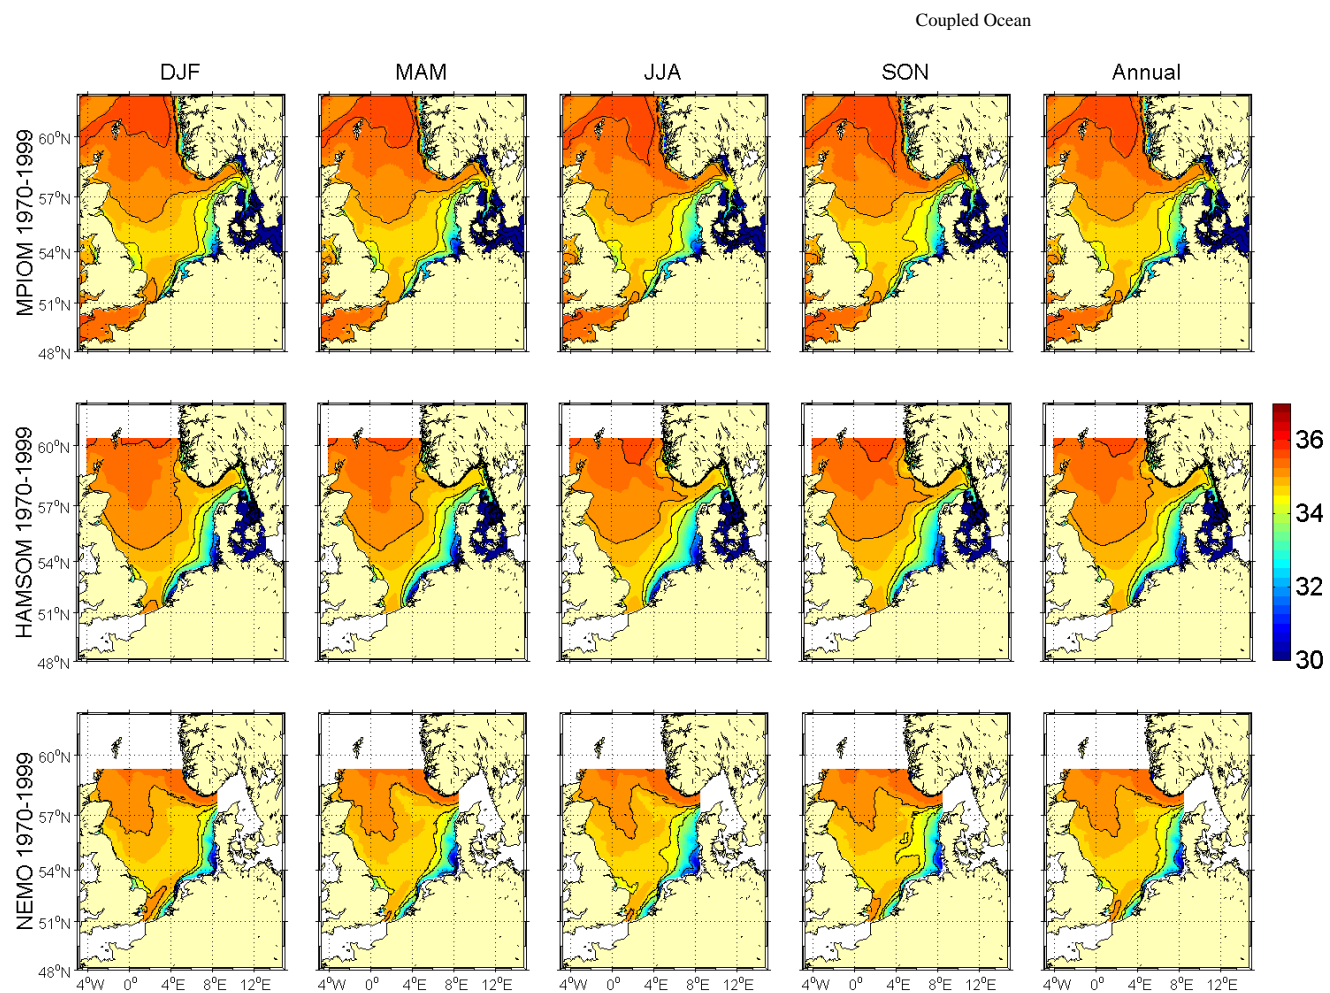 Coupled Ocean
DJF MAM JJA SON Annual
MPIOM 1970-1999
60°N
57°N
54°N
51°N
48°N
HAMSOM 1970-1999
60°N
57°N
54°N
51°N
48°N
36
34
32
30
NEMO 1970-1999
60°N
57°N
54°N
51°N
48°N
4°W 0° 4°E 8°E 12°E 4°W 0° 4°E 8°E 12°E 4°W 0° 4°E 8°E 12°E 4°W 0° 4°E 8°E 12°E 4°W 0° 4°E 8°E 12°E